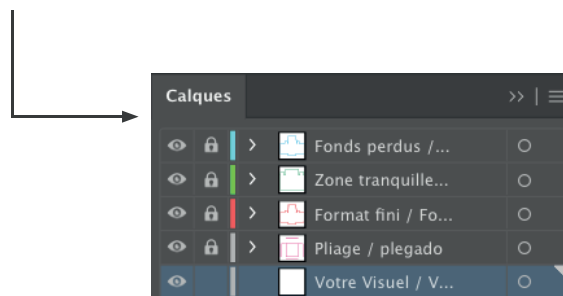 Calques
Fonds perdus /...
Zone tranquille...
Format fini / Fo...
Pliage / plegado
Votre Visuel / V...